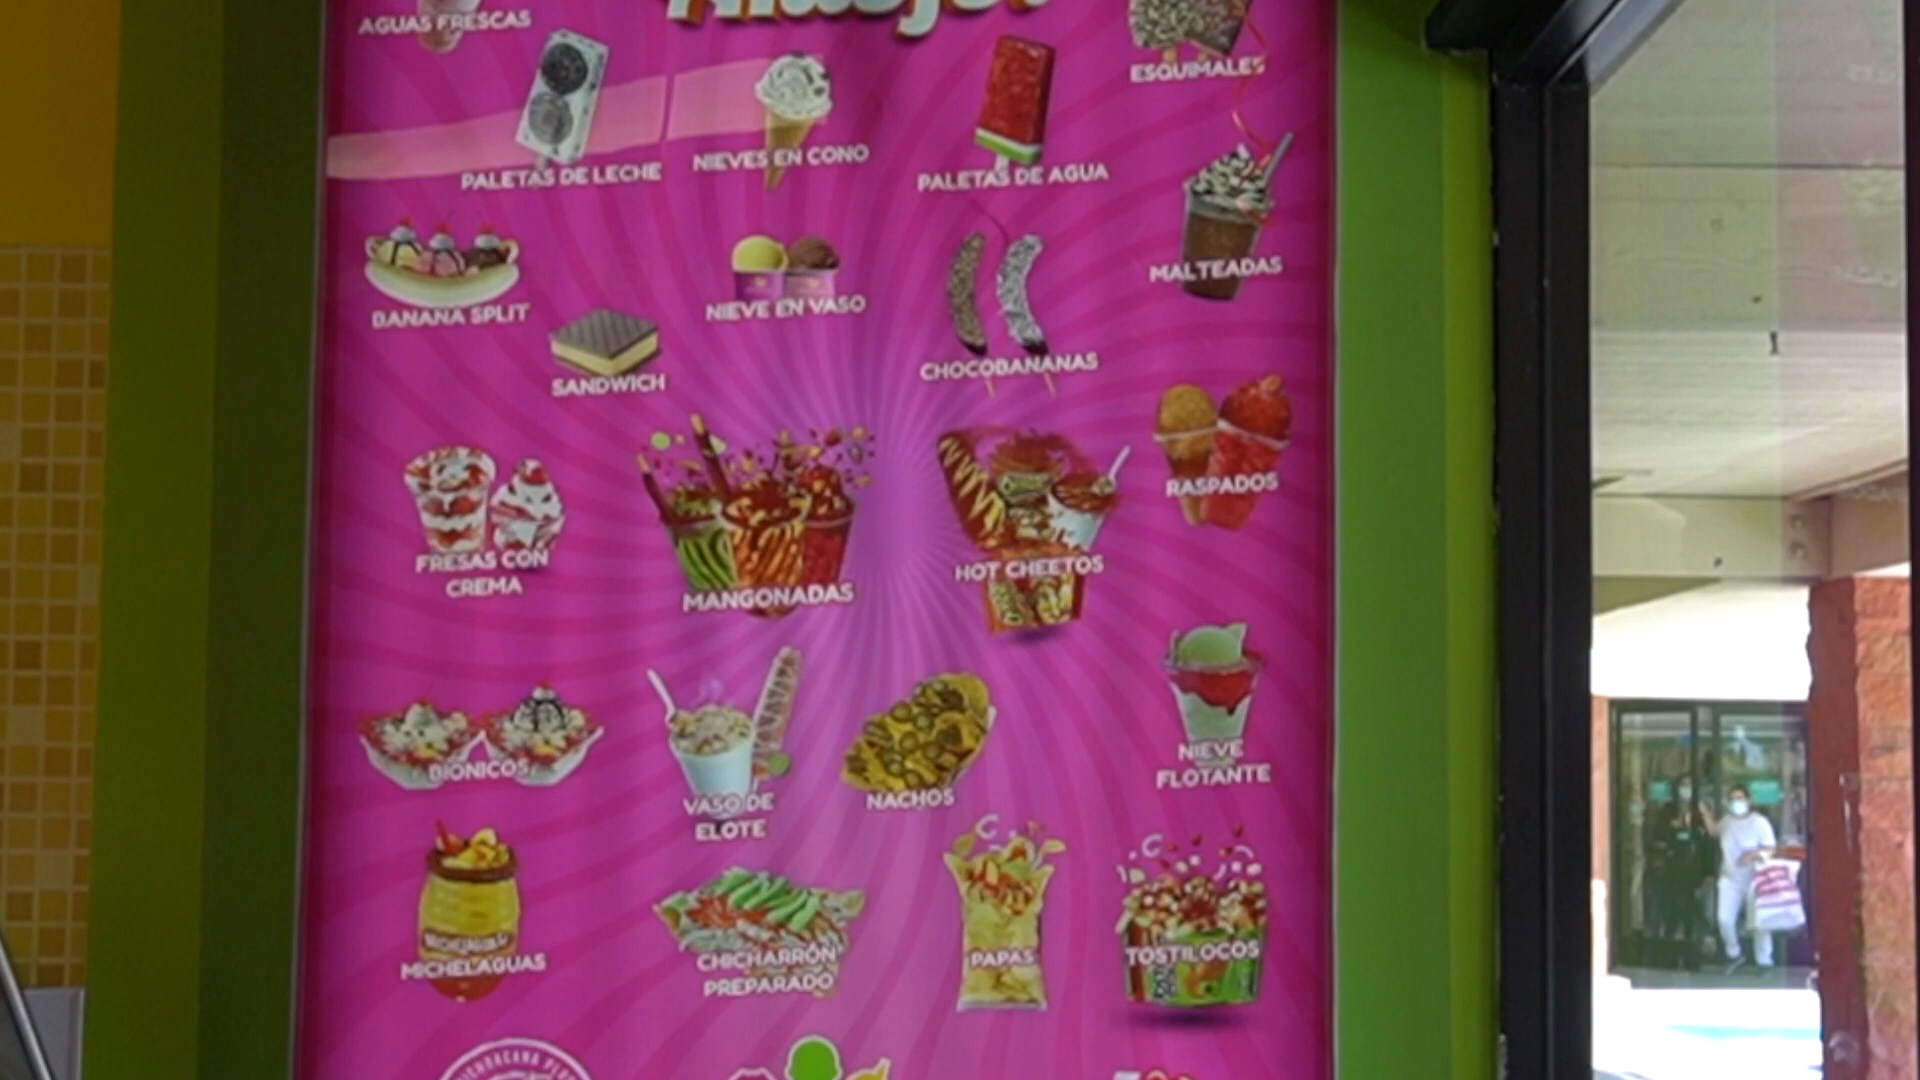 AGUAS FRESCAS
ESQUIMALES
PALETAS DE LECHE
NIEVES EN CONO
PALETAS DE AGUA
MALTEADAS
BANANA SPLIT
NIEVE EN VASO
SANDWICH
CHOCOBANANAS
RASPADOS
FRESAS CON
CREMA
MANGONADAS
HOT CHEETOS
BIONICOS
VASO DE
ELOTE
NACHOS
NIEVE
FLOTANTE
MICHELAGUAS
CHICHARRÓN
PREPARADO
PAPAS
TOSTILOCOS